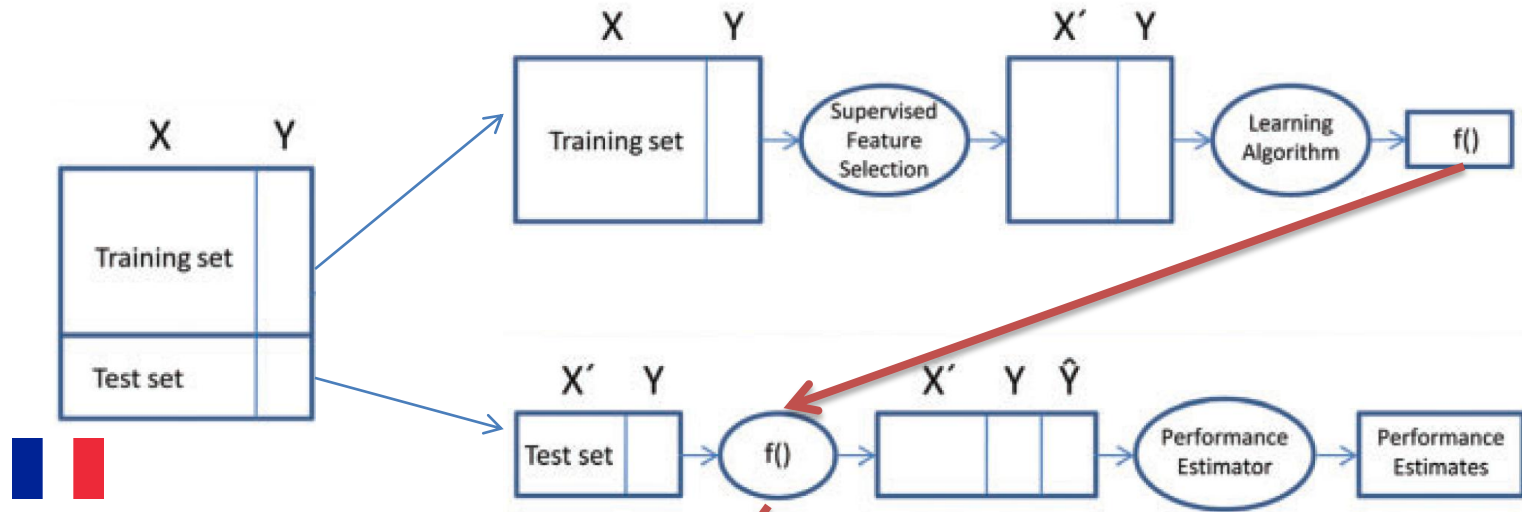 X Y
Training set
Test set
X Y
Training set
Supervised
Feature
Selection
X´ Y
Learning
Algorithm
f()
X´ Y
Test set
f()
X´ Y Ŷ
Performance
Estimator
Performance
Estimates